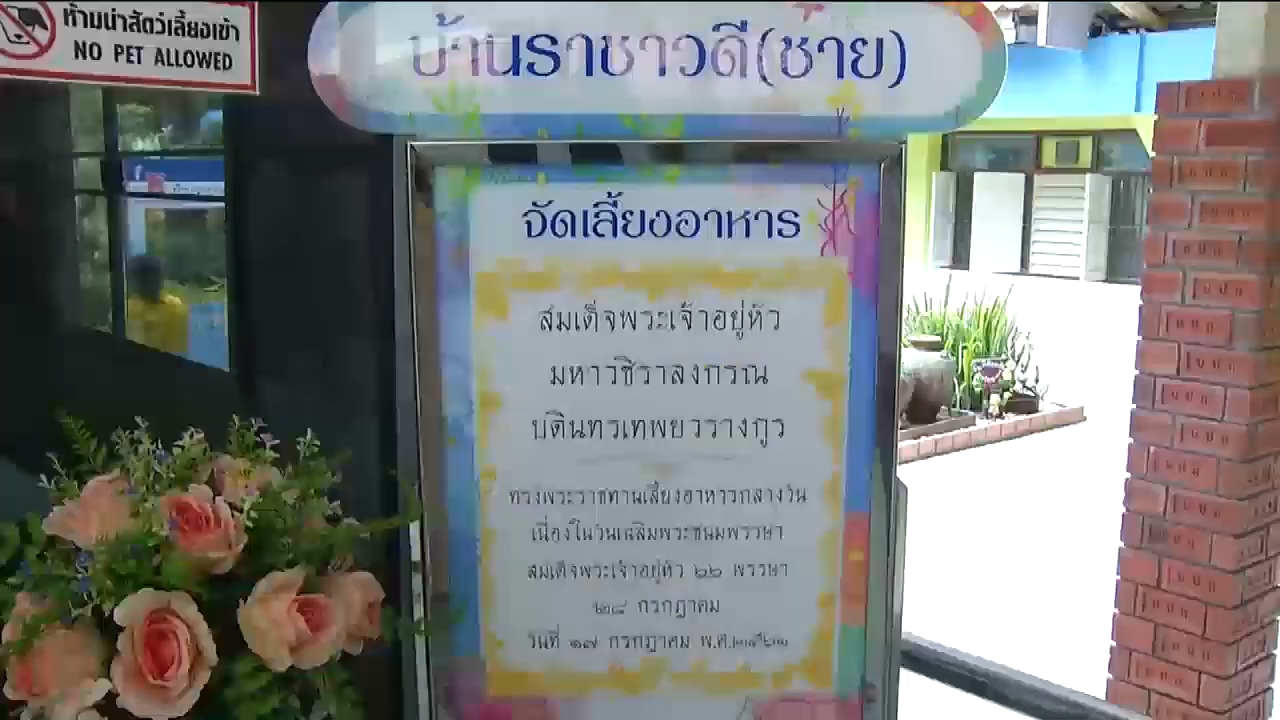 ห้ามนำสัตว์เลี้ยงเข้า
NO PET ALLOWED
บ้านราชาวดี(ชาย)
จัดเลี้ยงอาหาร
สมเด็จพระเจ้าอยู่หัว
มหาวชิราลงกรณ
บดินทรเทพยวรางกูร
ทรงพระราชทานเลี้ยงอาหารกลางวัน
เนื่องในวันเฉลิมพระชนมพรรษา
สมเด็จพระเจ้าอยู่หัว ๖๖ พรรษา
๒๘ กรกฎาคม
วันที่ ๑๗ กรกฎาคม